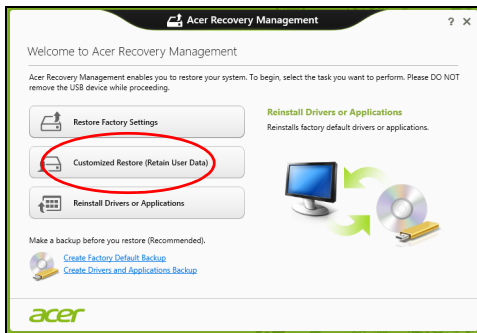 Acer Recovery Management
? X
Welcome to Acer Recovery Management
Acer Recovery Management enables you to restore your system. To begin, select the task you want to perform. Please DO NOT
remove the USB device while proceeding.
Restore Factory Settings
Customized Restore (Retain User Data)
Reinstall Drivers or Applications
Reinstall Drivers or Applications
Reinstalls factory default drivers or applications.
Make a backup before you restore (Recommended).
Create Factory Default Backup
Create Drivers and Applications Backup
acer